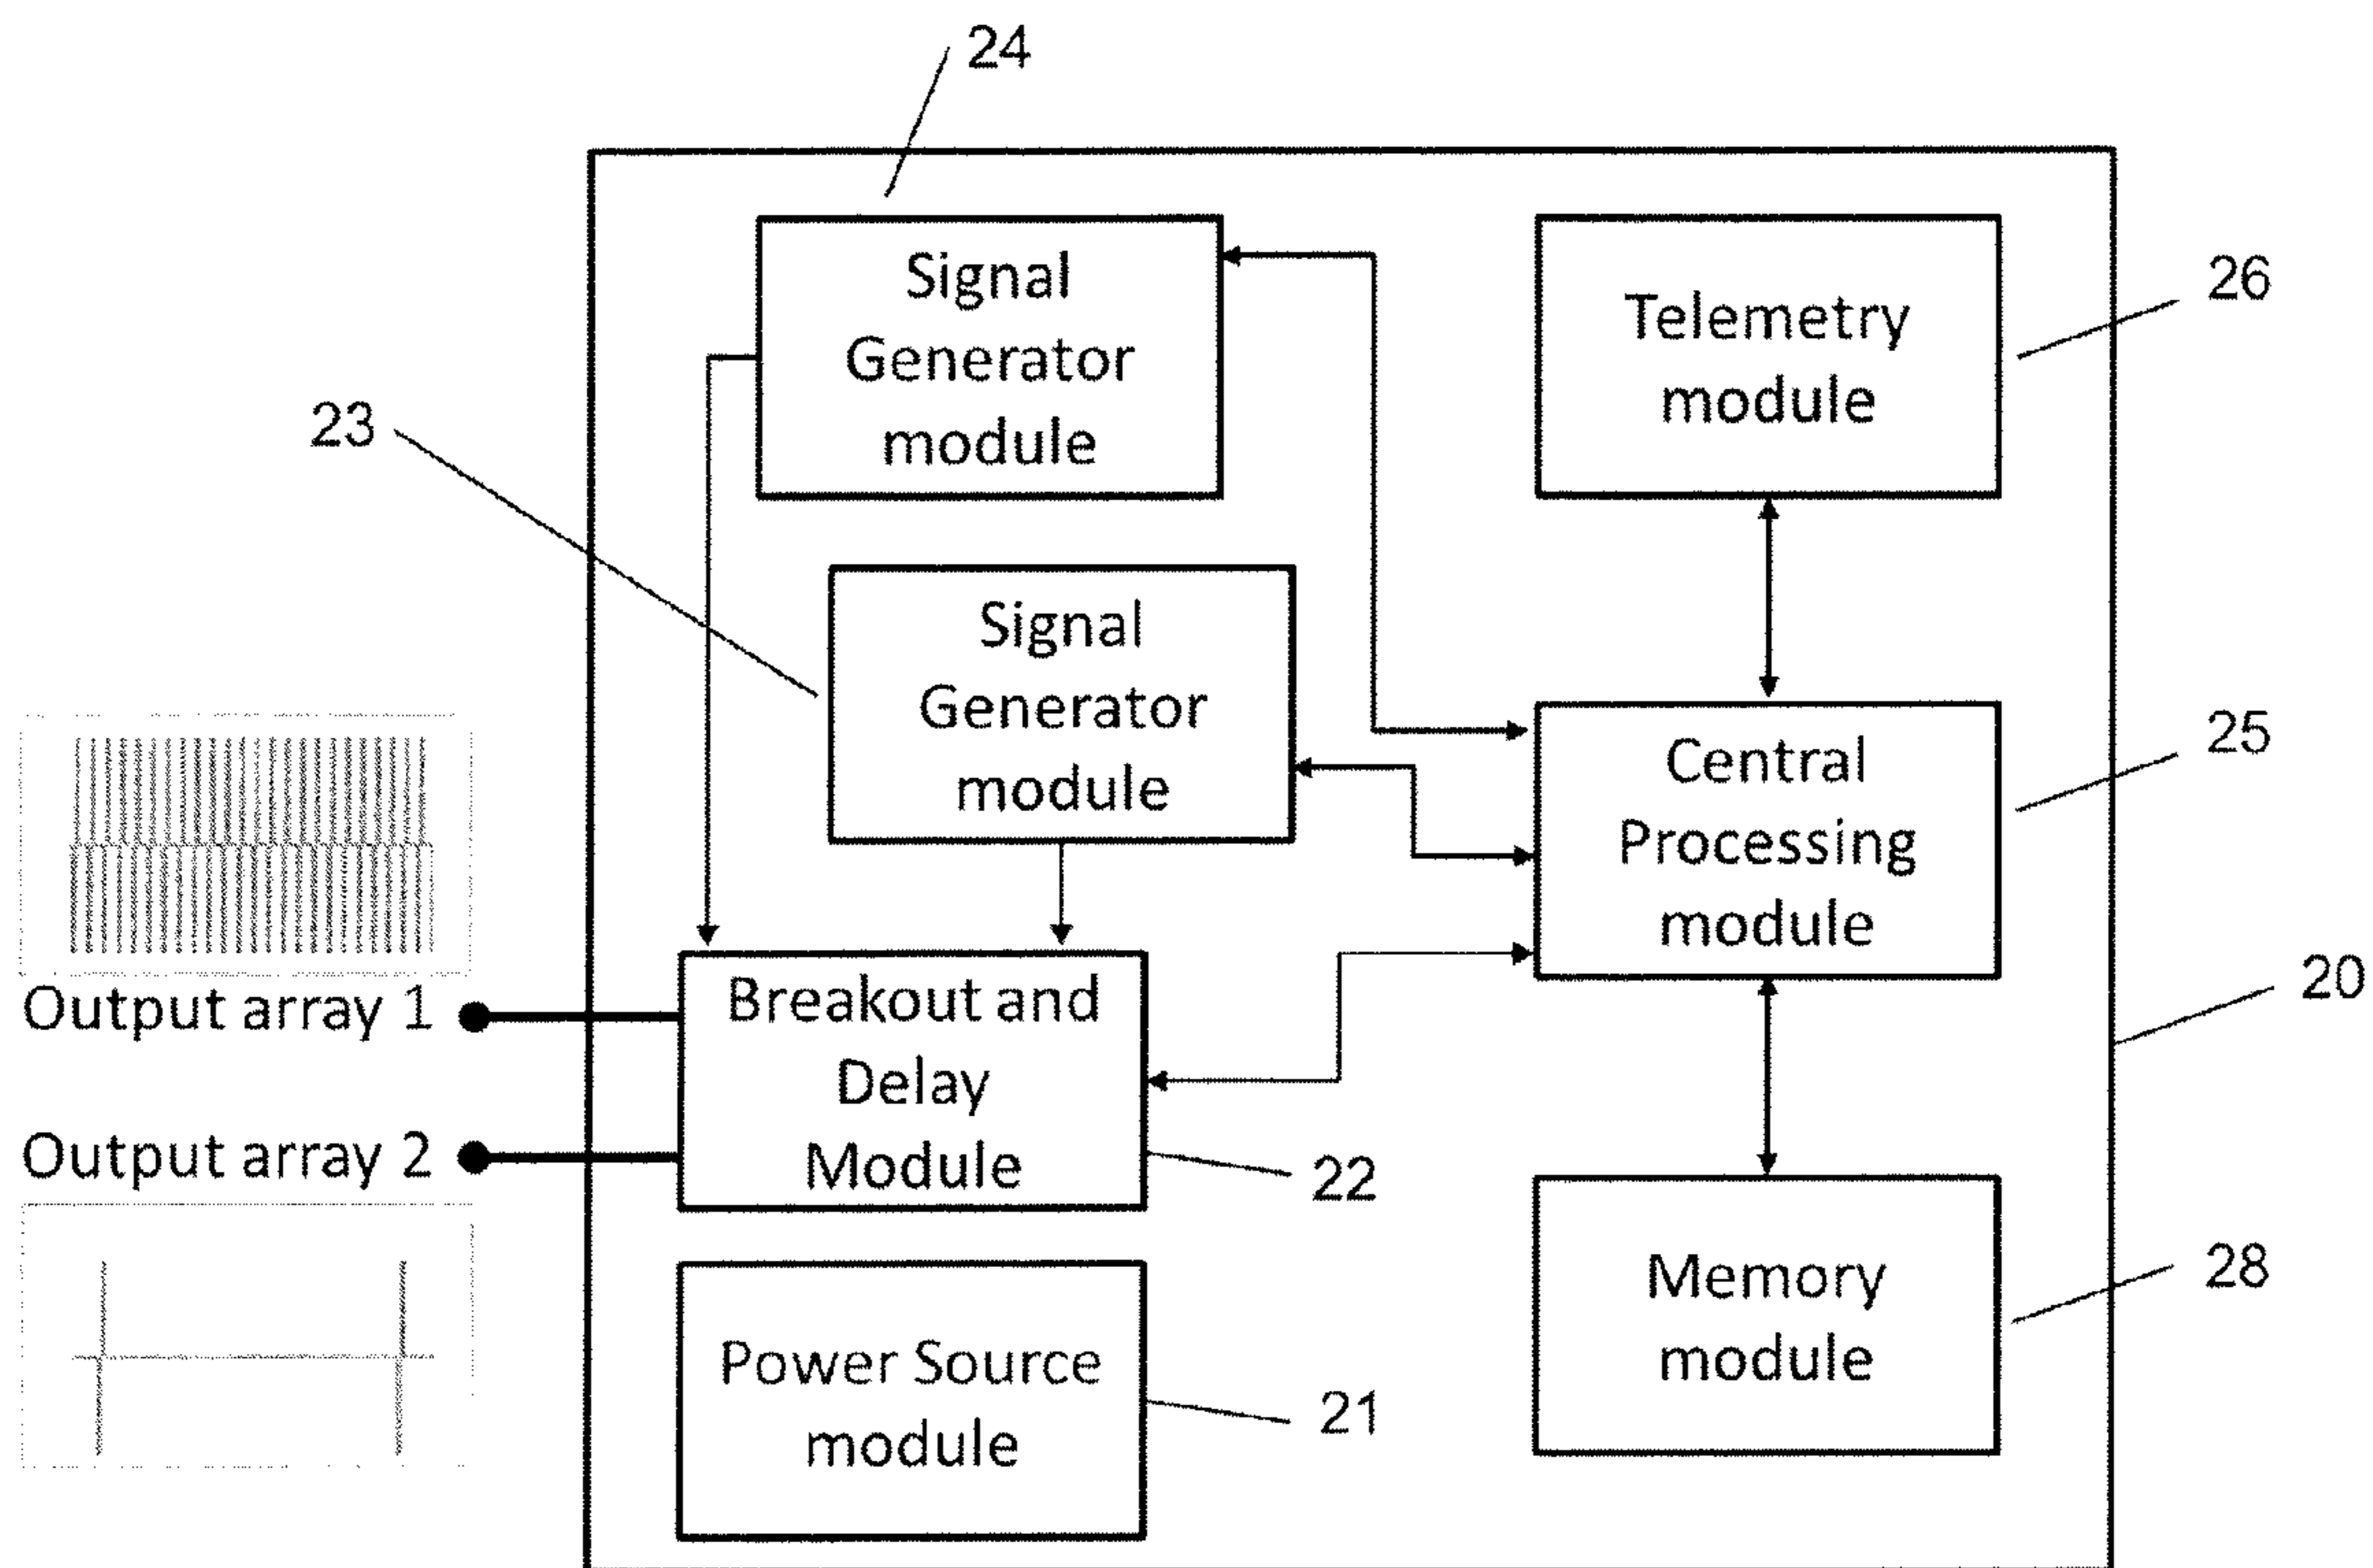 24
Signal
Generator
module
Telemetry
module
26
23
Signal
Generator
module
Central
Processing
module
25
Output array 1
Breakout and
Delay
Module
20
Output array 2
22
Power Source
module
21
Memory
module
28